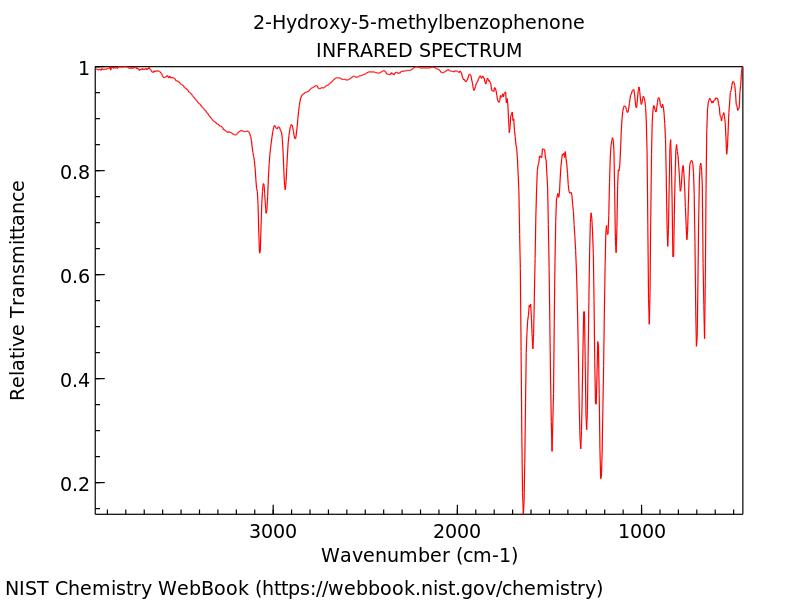 2-Hydroxy-5-methylbenzophenone
INFRARED SPECTRUM
1
0.8
0.6
0.4
0.2
Relative Transmittance
3000 2000 1000
Wavenumber (cm-1)
NIST Chemistry WebBook (https://webbook.nist.gov/chemistry)